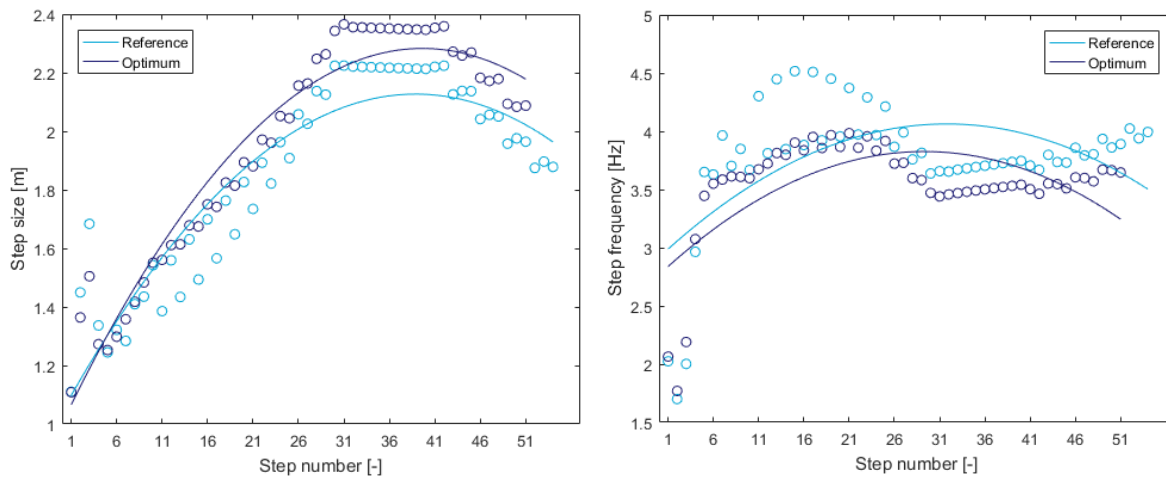 2.4
2.2
2
1.8
1.6
1.4
1.2
1
Step size [m]
Reference
Optimum
1 6 11 16 21 26 31 36 41 46 51
Step number [-]
5
4.5
4
3.5
3
2.5
2
1.5
Step frequency [Hz]
Reference
Optimum
1 6 11 16 21 26 31 36 41 46 51
Step number [-]